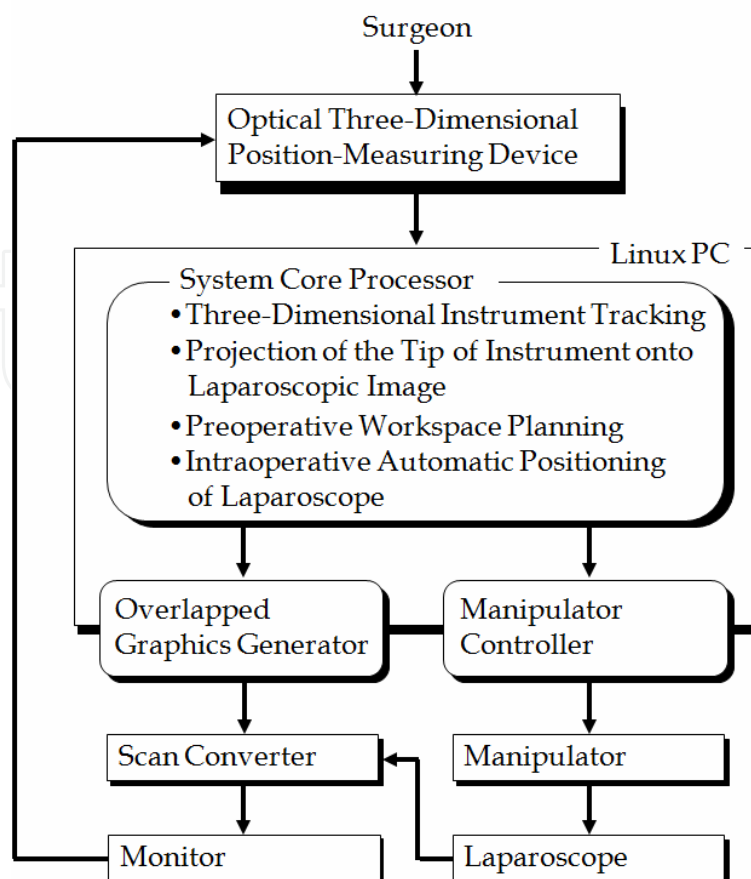 Surgeon
Optical Three-Dimensional
Position-Measuring Device
Linux PC
System Core Processor
•Three-Dimensional Instrument Tracking
•Projection of the Tip of Instrument onto
Laparoscopic Image
•Preoperative Workspace Planning
•Intraoperative Automatic Positioning
of Laparoscope
Overlapped
Graphics Generator
Manipulator
Controller
Scan Converter
Manipulator
Monitor
Laparoscope